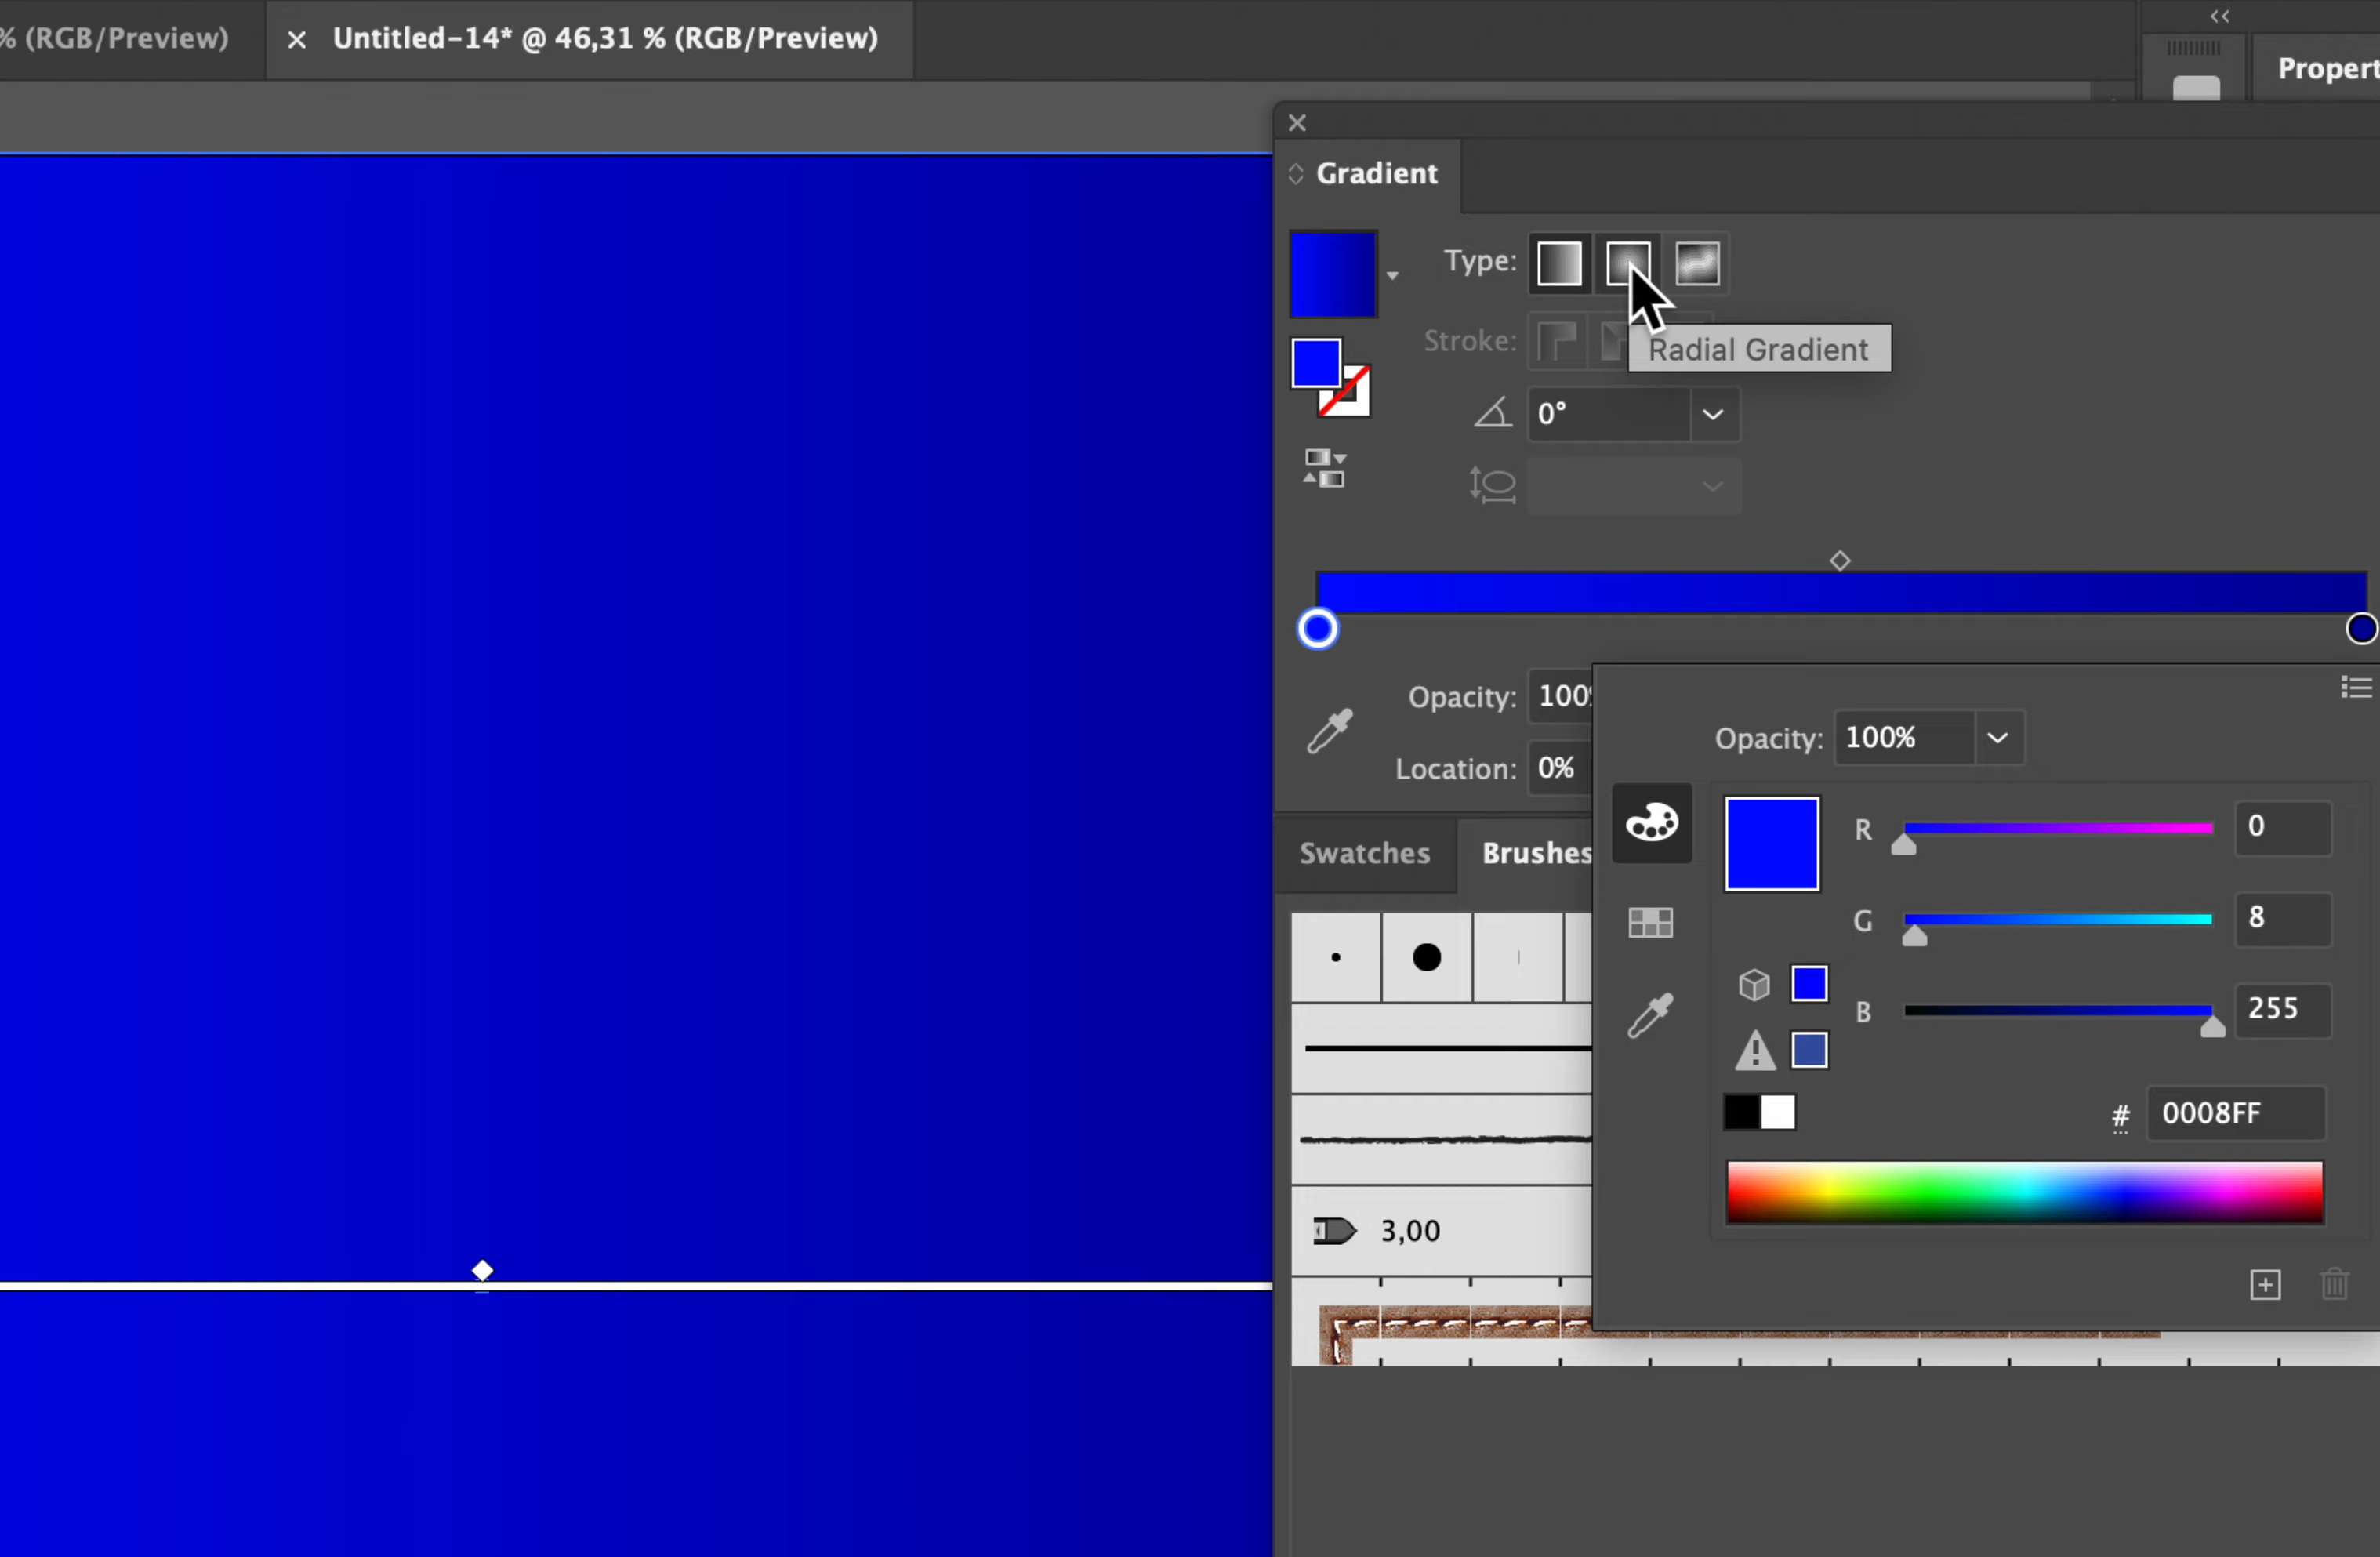 % (RGB/Preview)
× Untitled-14* @ 46,31 % (RGB/Preview)
Gradient
Type:
Stroke:
Radial Gradient
0°
Opacity: 100%
Location: 0%
Opacity: 100%
R 0
G 8
B 255
# 0008FF
Swatches
Brushes
3,00